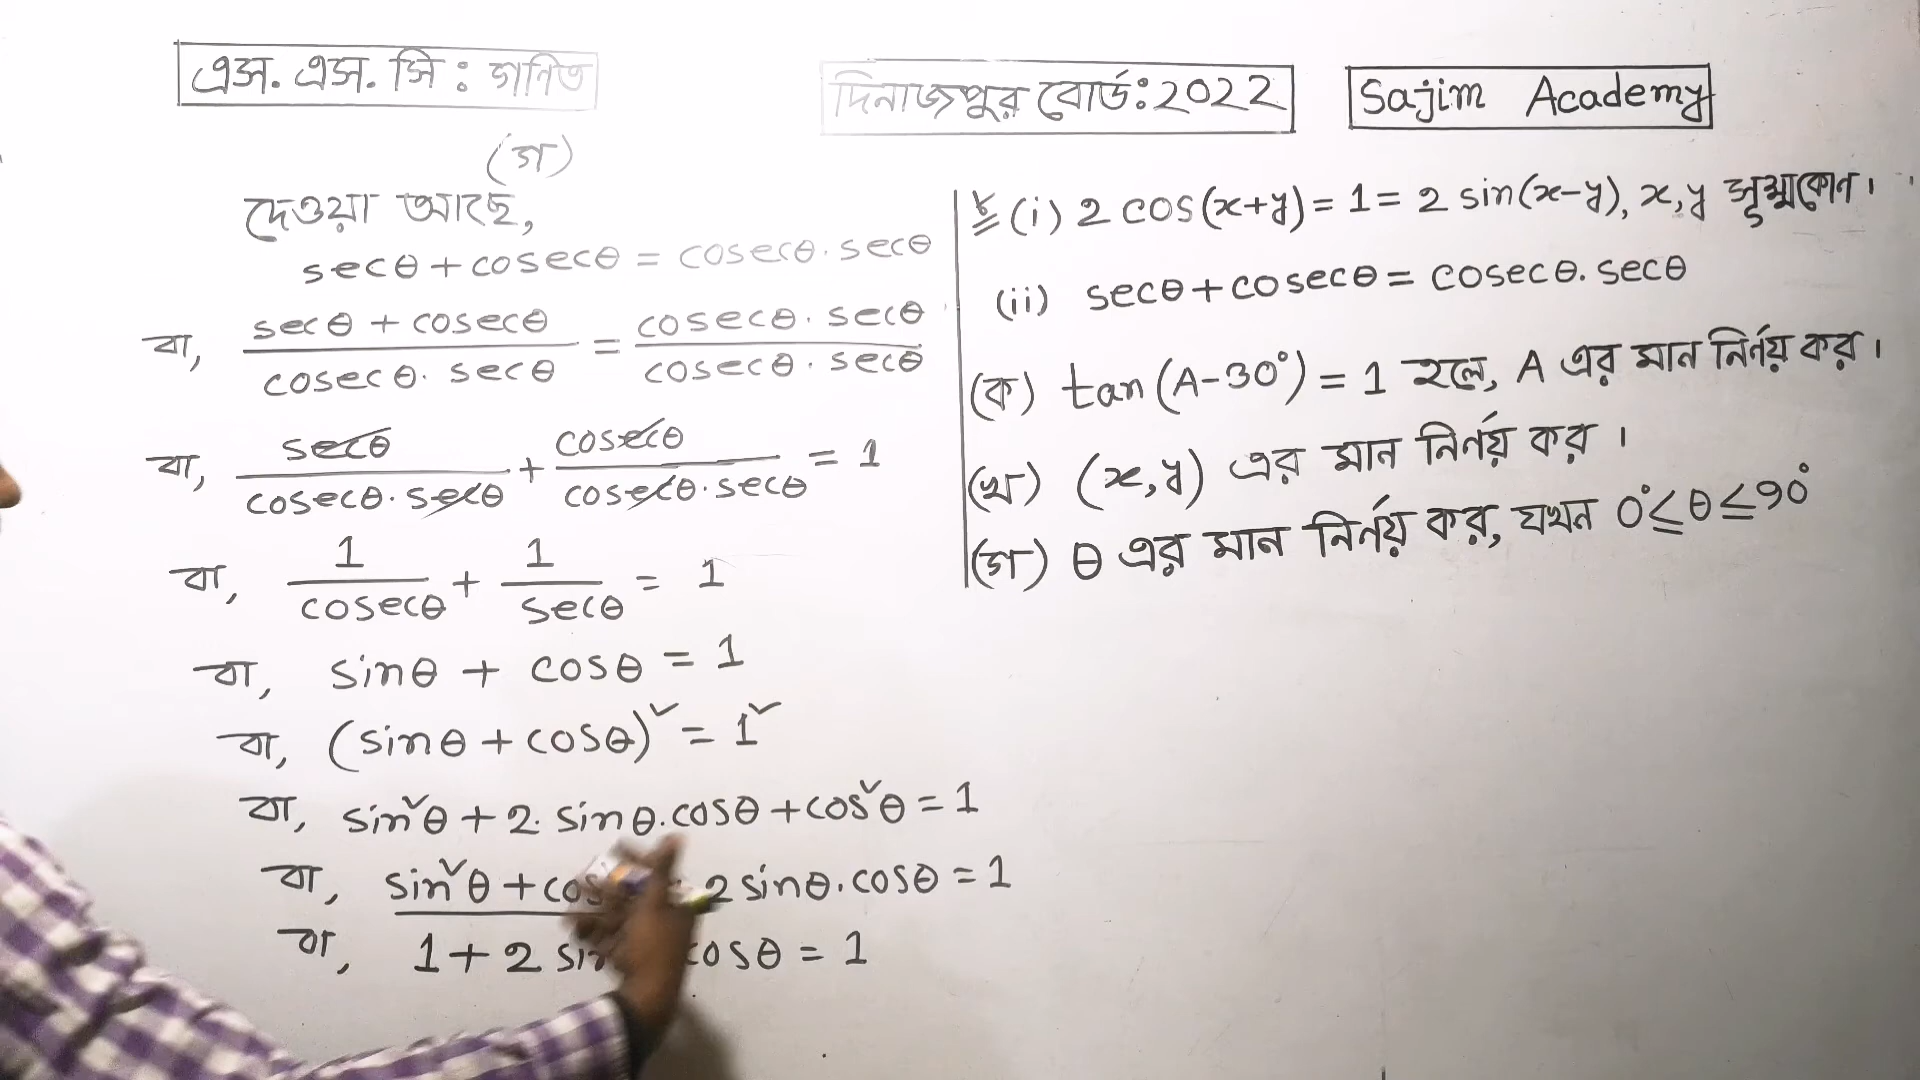 এস. এস. সি : গণিত
দিনাজপুর বোর্ড:2022
Sajim Academy
(গ)
দেওয়া আছে,
secθ + cosecθ = cosecθ. secθ
বা, (secθ + cosecθ)/(cosecθ. secθ) = (cosecθ. secθ)/(cosecθ. secθ)
বা, secθ/(cosecθ. secθ) + cosecθ/(cosecθ. secθ) = 1
বা, 1/cosecθ + 1/secθ = 1
বা, sinθ + cosθ = 1
বা, (sinθ + cosθ)² = 1²
বা, sin²θ + 2. sinθ. cosθ + cos²θ = 1
বা, sin²θ + cos 2 sinθ. cosθ = 1
বা, 1 + 2 cosθ = 1
৮ (i) 2 cos(x+y) = 1 = 2 sin(x-y), x,y সূক্ষ্মকোণ।
(ii) secθ + cosecθ = cosecθ. secθ
(ক) tan(A-30°) = 1 হলে, A এর মান নির্ণয় কর।
(খ) (x,y) এর মান নির্ণয় কর।
(গ) θ এর মান নির্ণয় কর, যখন 0° ≤ θ ≤ 90°